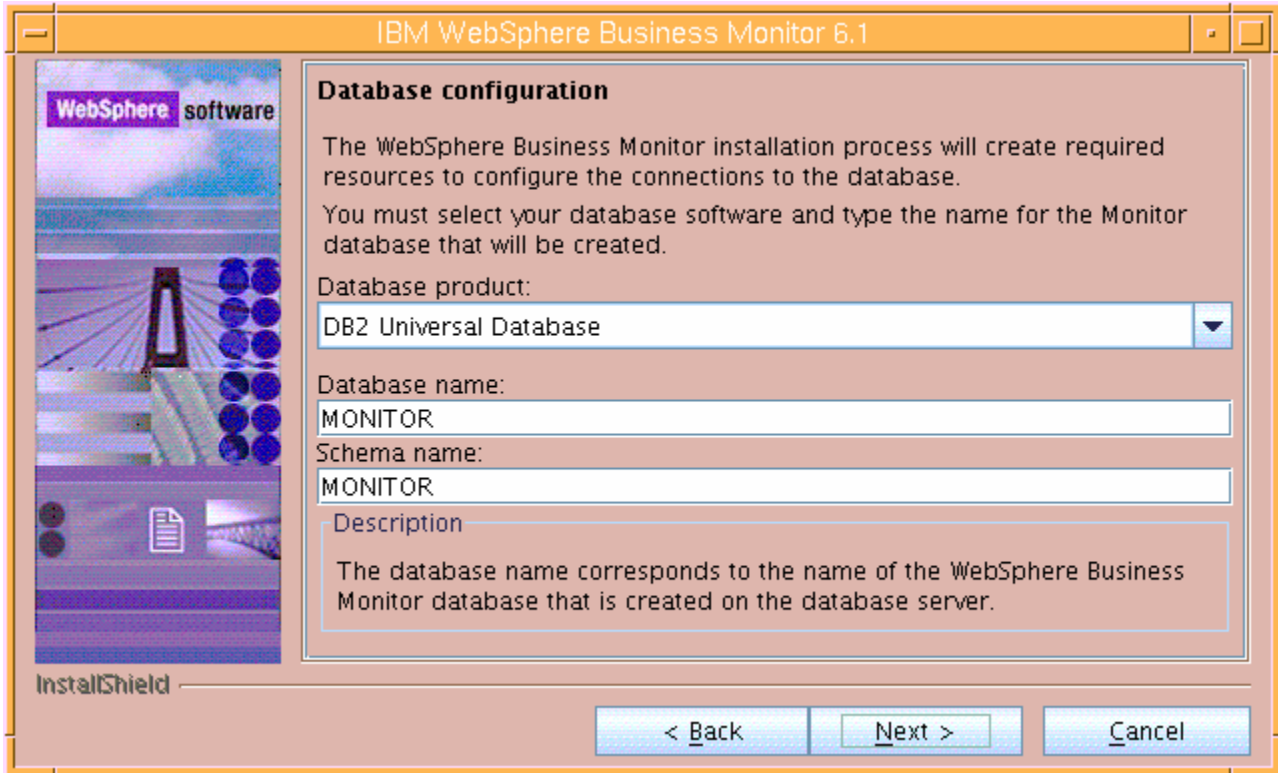 IBM WebSphere Business Monitor 6.1
WebSphere software
Database configuration
The WebSphere Business Monitor installation process will create required
resources to configure the connections to the database.
You must select your database software and type the name for the Monitor
database that will be created.
Database product:
DB2 Universal Database
Database name:
MONITOR
Schema name:
MONITOR
Description
The database name corresponds to the name of the WebSphere Business
Monitor database that is created on the database server.
InstallShield
< Back
Next >
Cancel